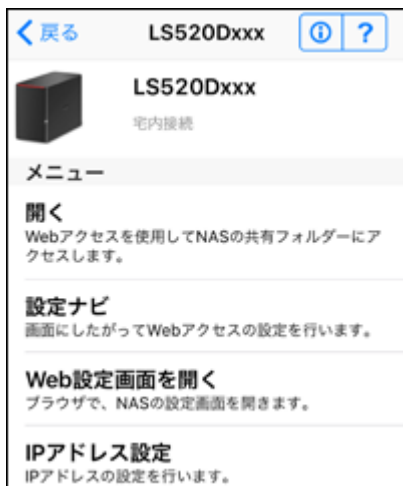 戻る LS520Dxxx ?
LS520Dxxx
宅内接続
メニュー
開く
Webアクセスを使用してNASの共有フォルダーにア
クセスします。
設定ナビ
画面にしたがってWebアクセスの設定を行います。
Web設定画面を開く
ブラウザで、NASの設定画面を開きます。
IPアドレス設定
IPアドレスの設定を行います。